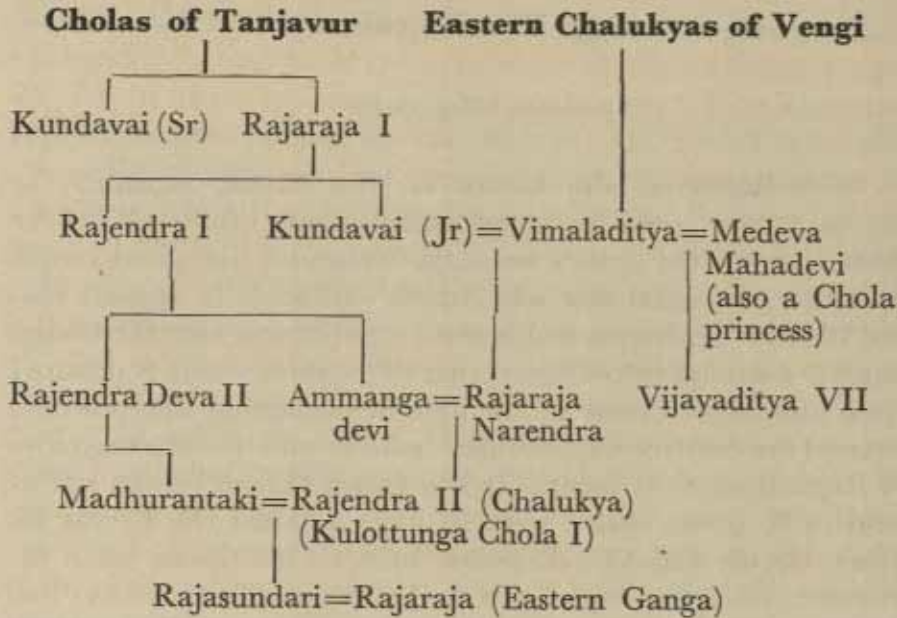 Cholas of Tanjavur Eastern Chalukyas of Vengi
Kundavai (Sr) Rajaraja I
Rajendra I Kundavai (Jr)=Vimaladitya=Medeva
Mahadevi
(also a Chola
princess)
Rajendra Deva II Ammanga=Rajaraja Vijayaditya VII
devi Narendra
Madhurantaki=Rajendra II (Chalukya)
(Kulottunga Chola I)
Rajasundari=Rajaraja (Eastern Ganga)